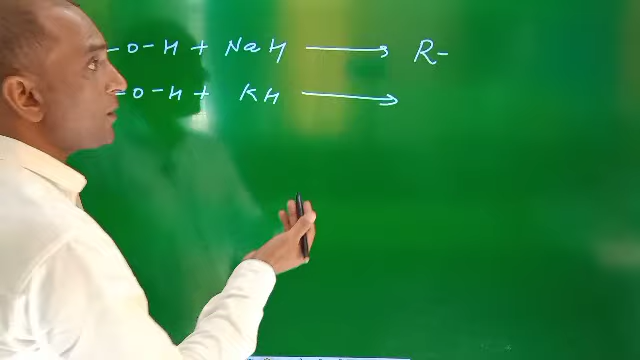 -O-H + NaH ⟶ R-
-O-H + KH ⟶